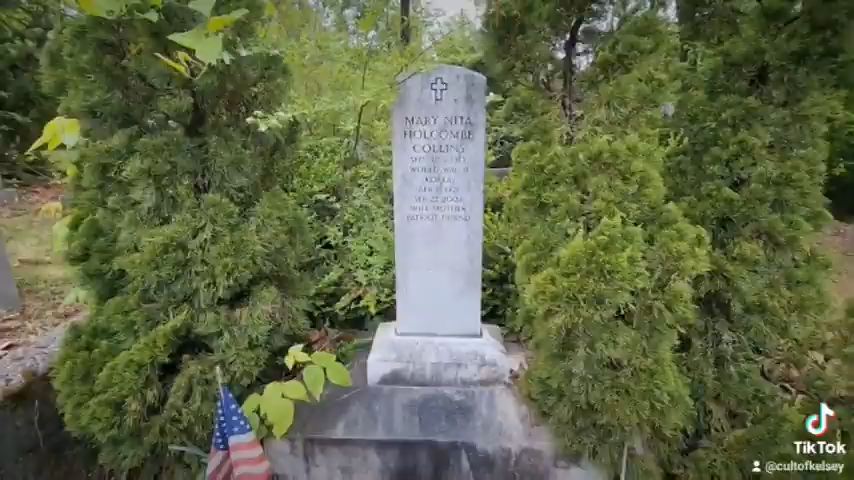 MARY NITA
HOLCOMBE
COLLINS
WORLD WAR II
KOREA
WIFE MOTHER
PATRIOT FRIEND
TikTok
@cultofkelsey